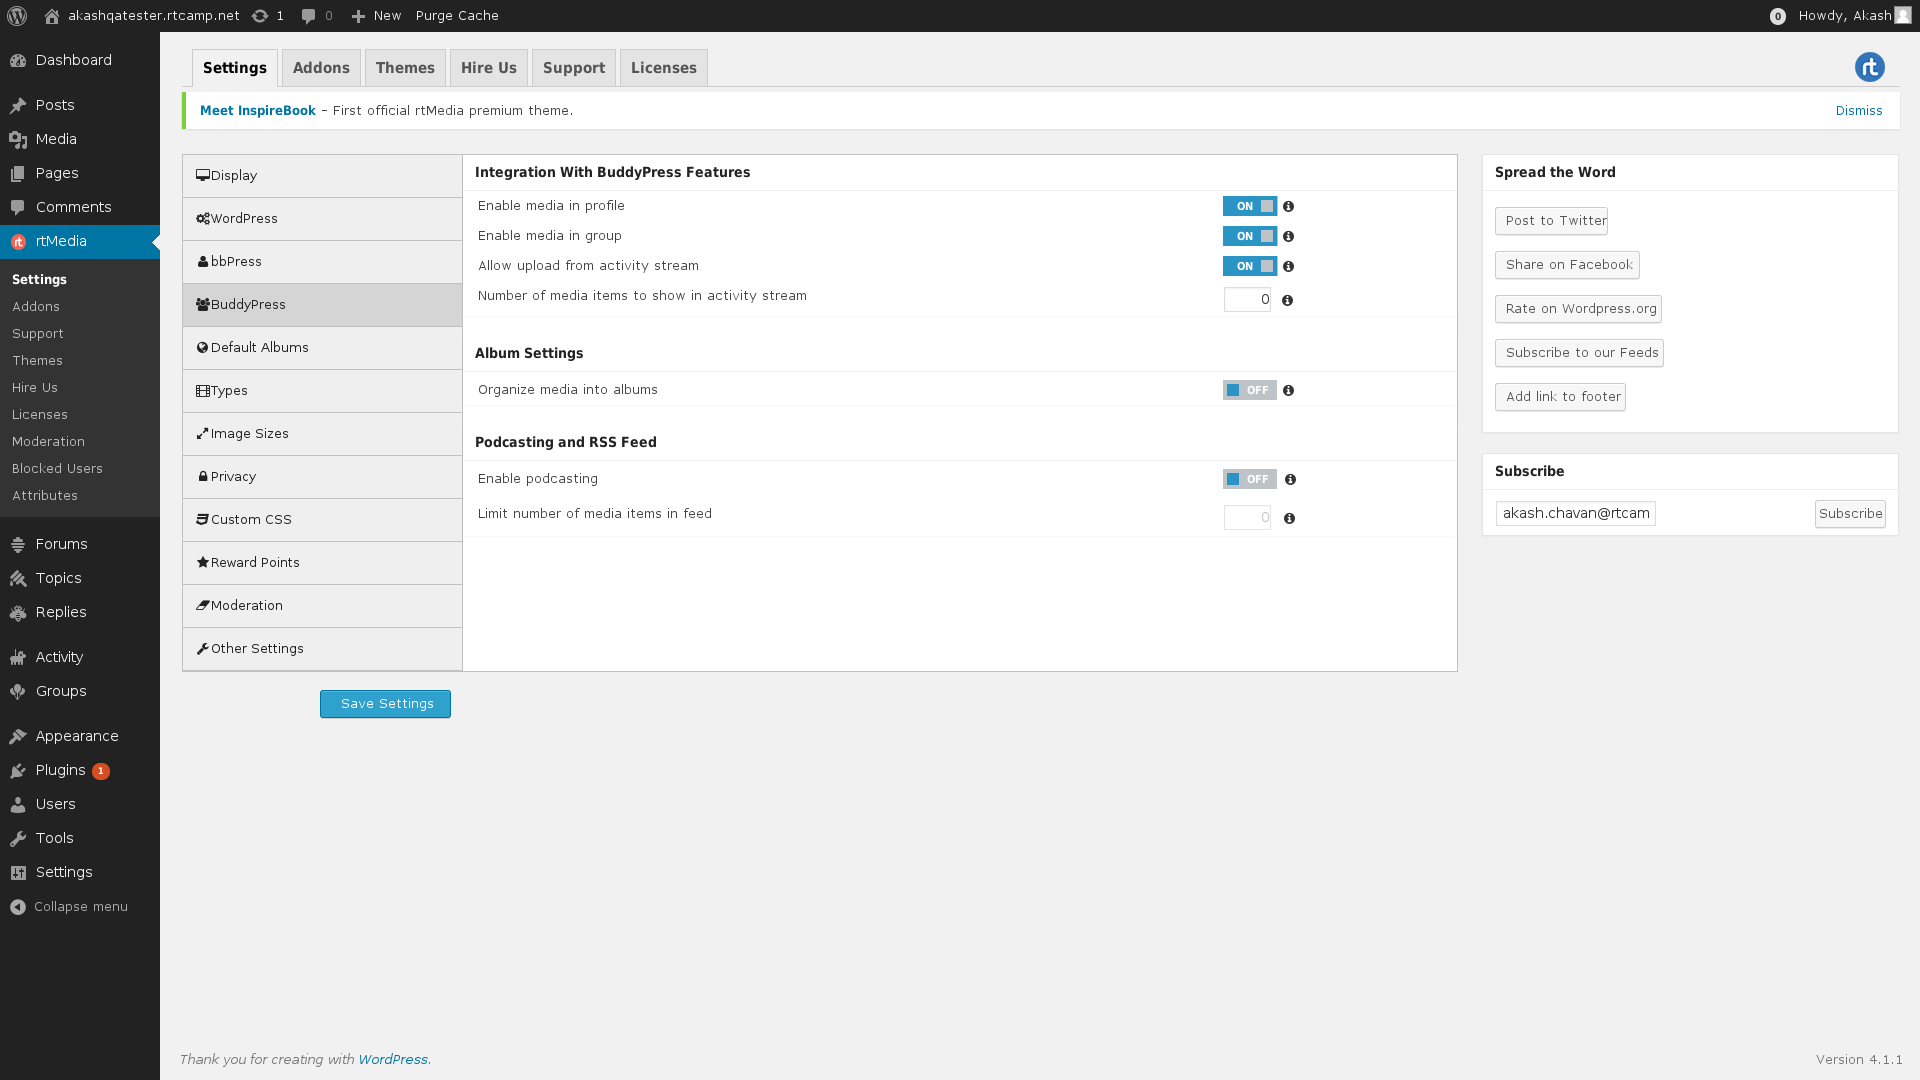 akashqatester.rtcamp.net 1 0 New Purge Cache
0 Howdy, Akash
Dashboard
Posts
Media
Pages
Comments
rtMedia
Settings
Addons
Support
Themes
Hire Us
Licenses
Moderation
Blocked Users
Attributes
Forums
Topics
Replies
Activity
Groups
Appearance
Plugins 1
Users
Tools
Settings
Collapse menu
Settings
Addons
Themes
Hire Us
Support
Licenses
rt
Meet InspireBook – First official rtMedia premium theme.
Dismiss
Display
WordPress
bbPress
BuddyPress
Default Albums
Types
Image Sizes
Privacy
Custom CSS
Reward Points
Moderation
Other Settings
Save Settings
Integration With BuddyPress Features
Enable media in profile ON
Enable media in group ON
Allow upload from activity stream ON
Number of media items to show in activity stream 0
Album Settings
Organize media into albums OFF
Podcasting and RSS Feed
Enable podcasting OFF
Limit number of media items in feed 0
Spread the Word
Post to Twitter
Share on Facebook
Rate on Wordpress.org
Subscribe to our Feeds
Add link to footer
Subscribe
akash.chavan@rtcam
Subscribe
Thank you for creating with WordPress.
Version 4.1.1